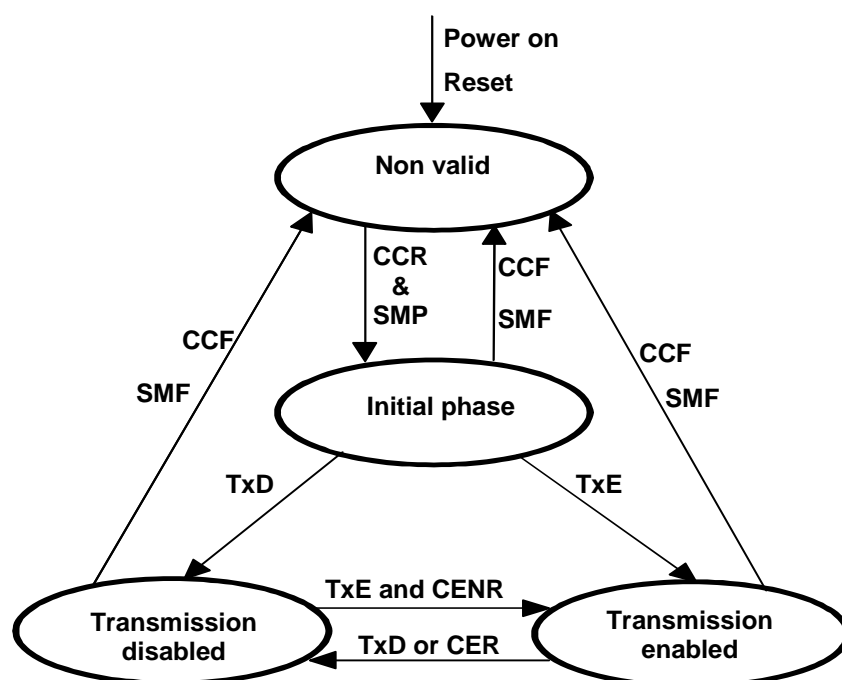 Power on
Reset
Non valid
CCR
&
SMP
CCF
SMF
CCF
SMF
CCF
SMF
Initial phase
TxD
TxE
Transmission
disabled
TxE and CENR
TxD or CER
Transmission
enabled